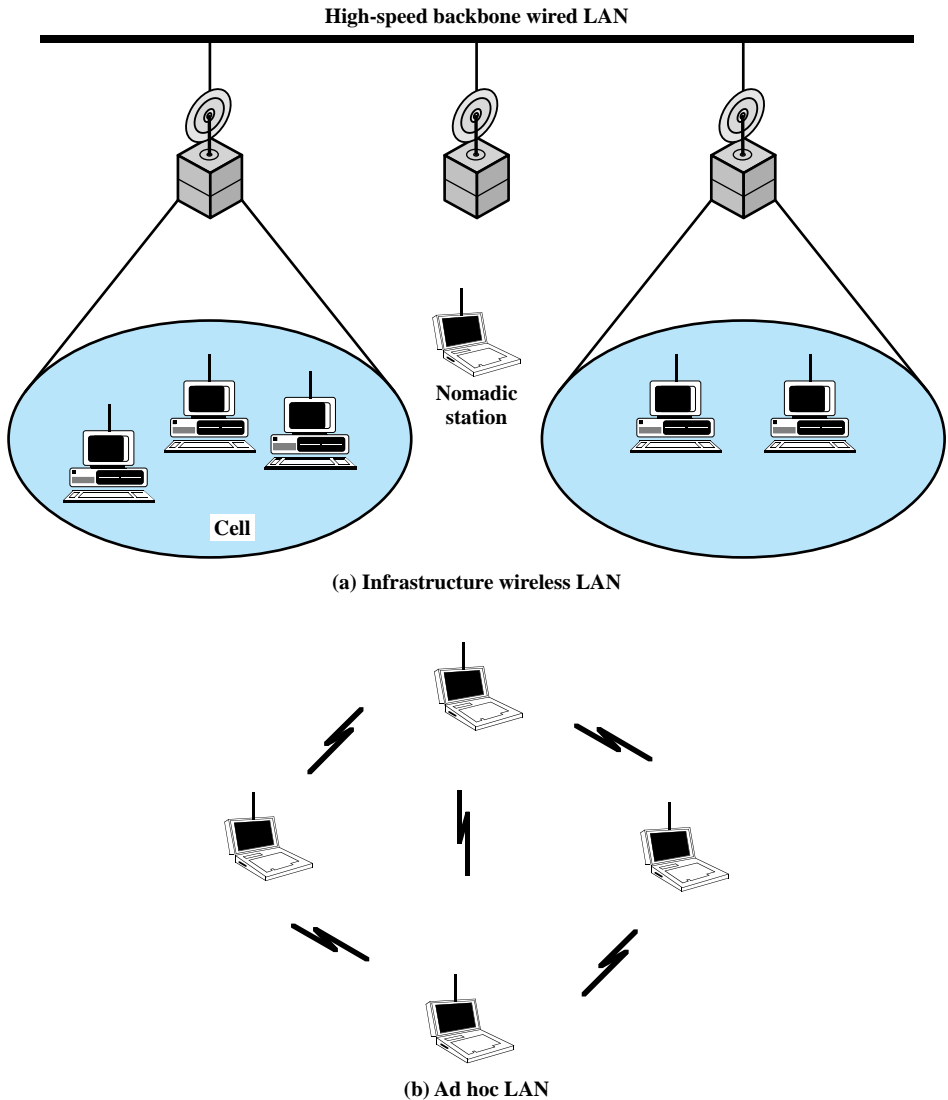 High-speed backbone wired LAN
Nomadic
station
Cell
(a) Infrastructure wireless LAN
(b) Ad hoc LAN